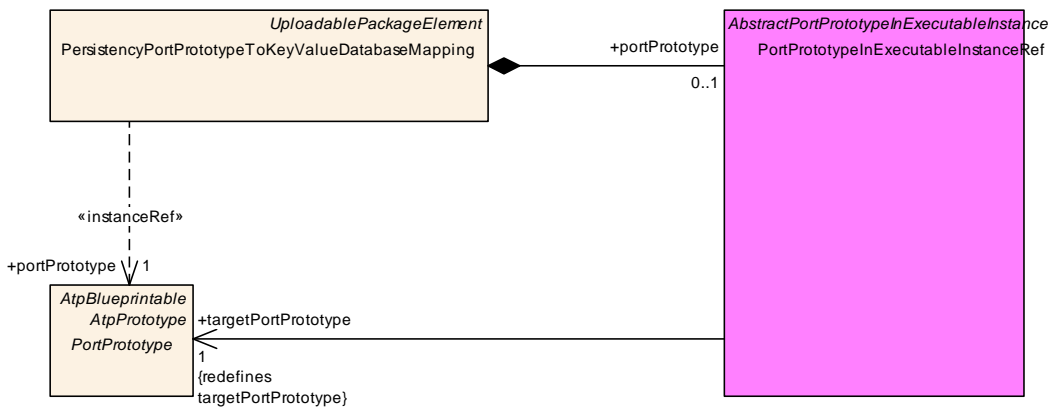 UploadablePackageElement
PersistencyPortPrototypeToKeyValueDatabaseMapping
AbstractPortPrototypeInExecutableInstance
PortPrototypeInExecutableInstanceRef
+portPrototype
0..1
«instanceRef»
+portPrototype 1
AtpBlueprintable
AtpPrototype
PortPrototype
+targetPortPrototype
1
{redefines
targetPortPrototype}